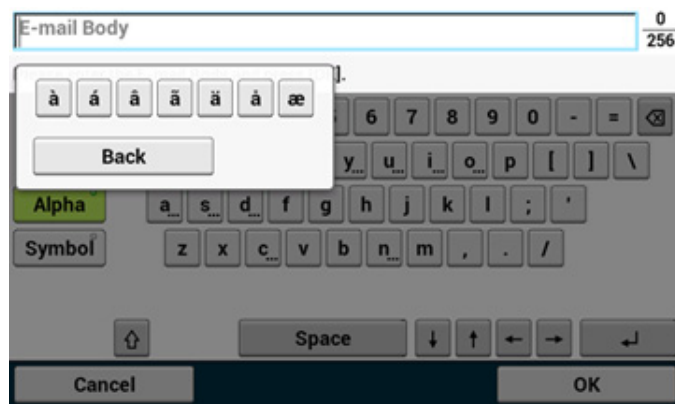 E-mail Body
0
256
].
à á â ã ä å æ
6 7 8 9 0 - =
Back
y... u... i... o... p [ ] \
Alpha a... s... d... f g h j k l ; '
Symbol z x c... v b n... m , . /
Space ↓ ↑ ← →
Cancel OK